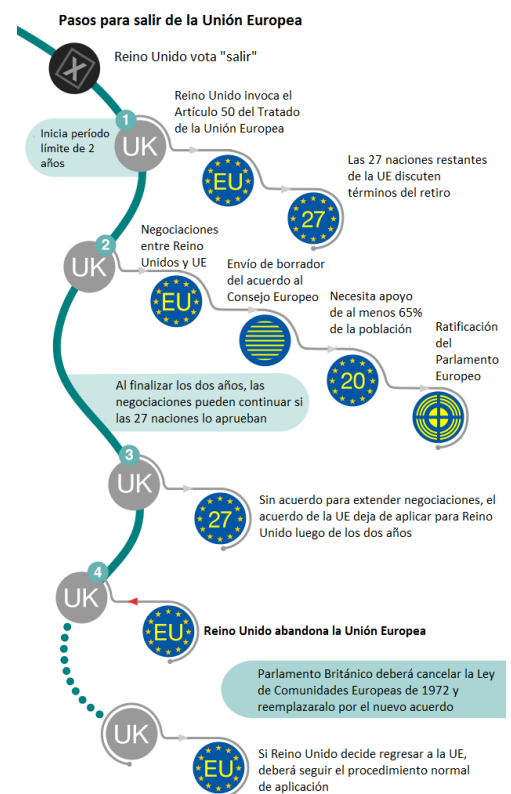 Pasos para salir de la Unión Europea
Reino Unido vota "salir"
Reino Unido invoca el
Artículo 50 del Tratado
de la Unión Europea
1
Inicia período
límite de 2
años
UK
EU
27
Las 27 naciones restantes
de la UE discuten
términos del retiro
2
UK
Negociaciones
entre Reino
Unidos y UE
EU
Envío de borrador
del acuerdo al
Consejo Europeo
Necesita apoyo
de al menos 65%
de la población
20
Ratificación
del
Parlamento
Europeo
Al finalizar los dos años, las
negociaciones pueden continuar si
las 27 naciones lo aprueban
3
UK
27
Sin acuerdo para extender negociaciones, el
acuerdo de la UE deja de aplicar para Reino
Unido luego de los dos años
4
UK
EU
Reino Unido abandona la Unión Europea
Parlamento Británico deberá cancelar la Ley
de Comunidades Europeas de 1972 y
reemplazaralo por el nuevo acuerdo
UK
EU
Si Reino Unido decide regresar a la UE,
deberá seguir el procedimiento normal
de aplicación